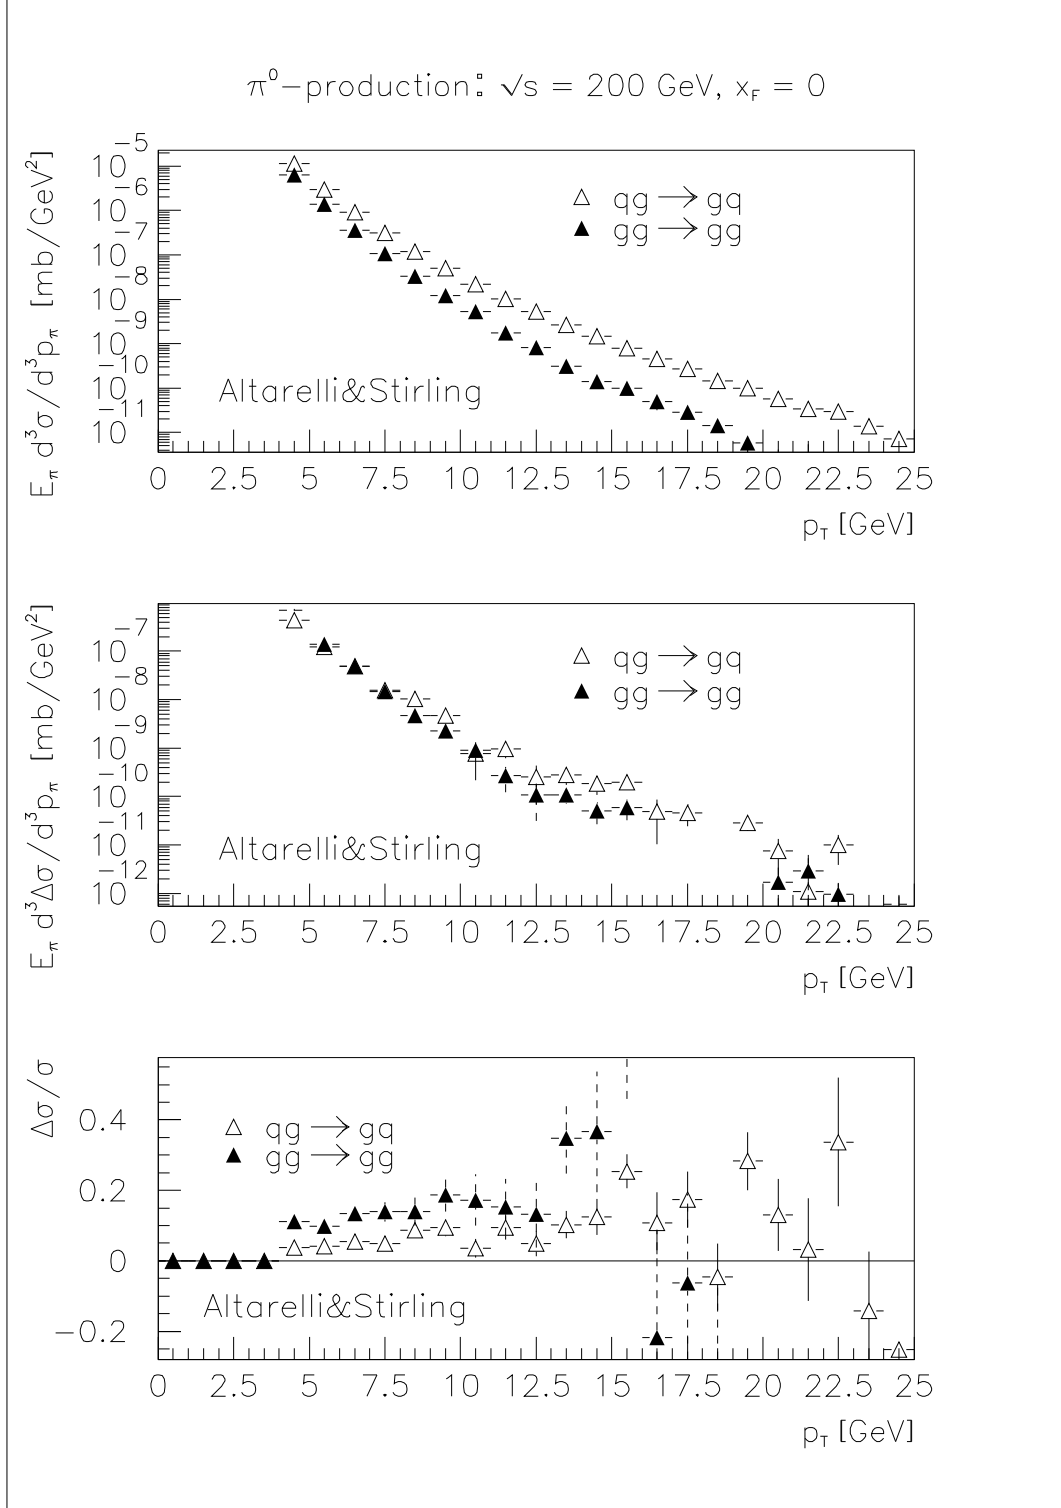 π⁰−production: √s = 200 GeV, x_F = 0
E_π d³σ/d³p_π [mb/GeV²]
10⁻⁵
10⁻⁶
10⁻⁷
10⁻⁸
10⁻⁹
10⁻¹⁰
10⁻¹¹
qg → gq
gg → gg
Altarelli&Stirling
0 2.5 5 7.5 10 12.5 15 17.5 20 22.5 25
p_T [GeV]
E_π d³Δσ/d³p_π [mb/GeV²]
10⁻⁷
10⁻⁸
10⁻⁹
10⁻¹⁰
10⁻¹¹
10⁻¹²
qg → gq
gg → gg
Altarelli&Stirling
0 2.5 5 7.5 10 12.5 15 17.5 20 22.5 25
p_T [GeV]
Δσ/σ
0.4
0.2
0
−0.2
qg → gq
gg → gg
Altarelli&Stirling
0 2.5 5 7.5 10 12.5 15 17.5 20 22.5 25
p_T [GeV]